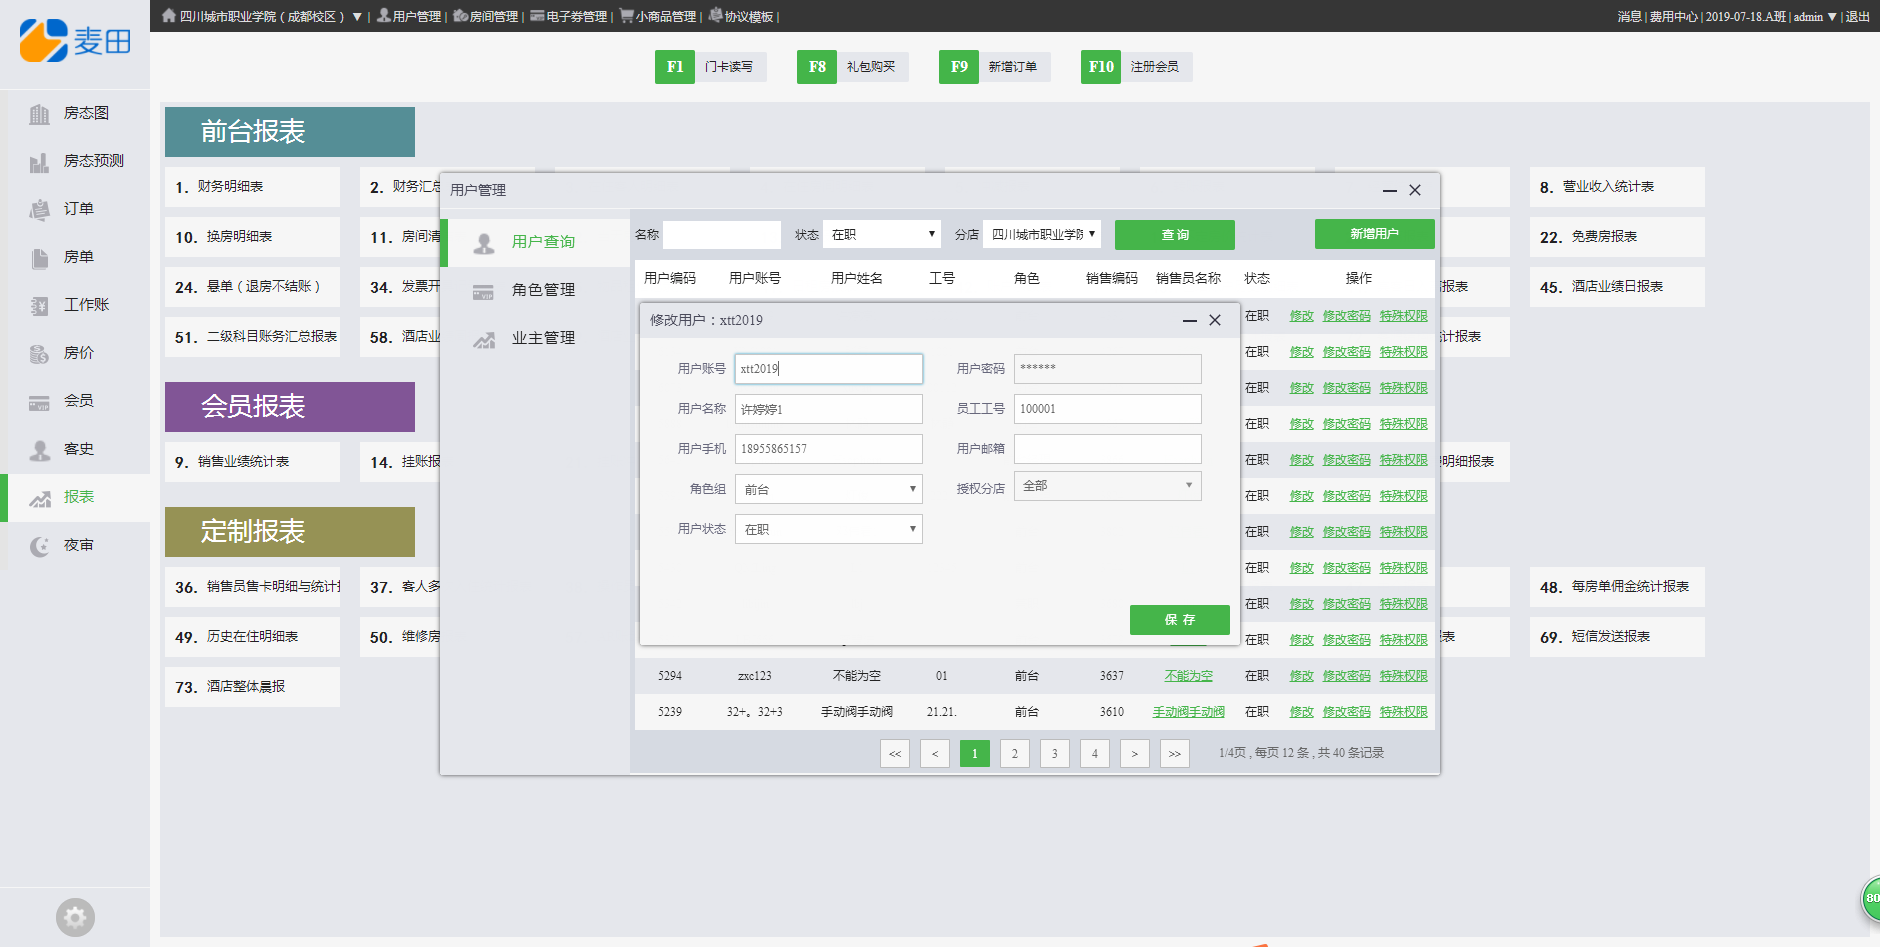 麦田
四川城市职业学院（成都校区）▼ | 用户管理 | 房间管理 | 电子券管理 | 小商品管理 | 协议模板 |
消息 | 费用中心 | 2019-07-18.A班 | admin ▼ | 退出
F1 门卡读写
F8 礼包购买
F9 新增订单
F10 注册会员
房态图
房态预测
订单
房单
工作账
房价
会员
客史
报表
夜审
前台报表
1. 财务明细表
2. 财务汇总
8. 营业收入统计表
10. 换房明细表
11. 房间清
22. 免费房报表
24. 悬单（退房不结账）
34. 发票开
报表
45. 酒店业绩日报表
51. 二级科目账务汇总报表
58. 酒店业
计报表
会员报表
9. 销售业绩统计表
14. 挂账报
明细报表
定制报表
36. 销售员售卡明细与统计
37. 客人多
48. 每房单佣金统计报表
49. 历史在住明细表
50. 维修房
表
69. 短信发送报表
73. 酒店整体晨报
用户管理
用户查询
角色管理
业主管理
名称
状态 在职 ▼
分店 四川城市职业学院 ▼
查 询
新增用户
用户编码 用户账号 用户姓名 工号 角色 销售编码 销售员名称 状态 操作
在职 修改 修改密码 特殊权限
在职 修改 修改密码 特殊权限
在职 修改 修改密码 特殊权限
在职 修改 修改密码 特殊权限
在职 修改 修改密码 特殊权限
在职 修改 修改密码 特殊权限
在职 修改 修改密码 特殊权限
在职 修改 修改密码 特殊权限
在职 修改 修改密码 特殊权限
在职 修改 修改密码 特殊权限
5294 zxc123 不能为空 01 前台 3637 不能为空 在职 修改 修改密码 特殊权限
5239 32+。32+3 手动阀手动阀 21.21. 前台 3610 手动阀手动阀 在职 修改 修改密码 特殊权限
<< < 1 2 3 4 > >> 1/4页 , 每页 12 条 , 共 40 条记录
修改用户：xtt2019
用户账号 xtt2019
用户密码 ******
用户名称 许婷婷1
员工工号 100001
用户手机 18955865157
用户邮箱
角色组 前台 ▼
授权分店 全部 ▼
用户状态 在职 ▼
保 存
80